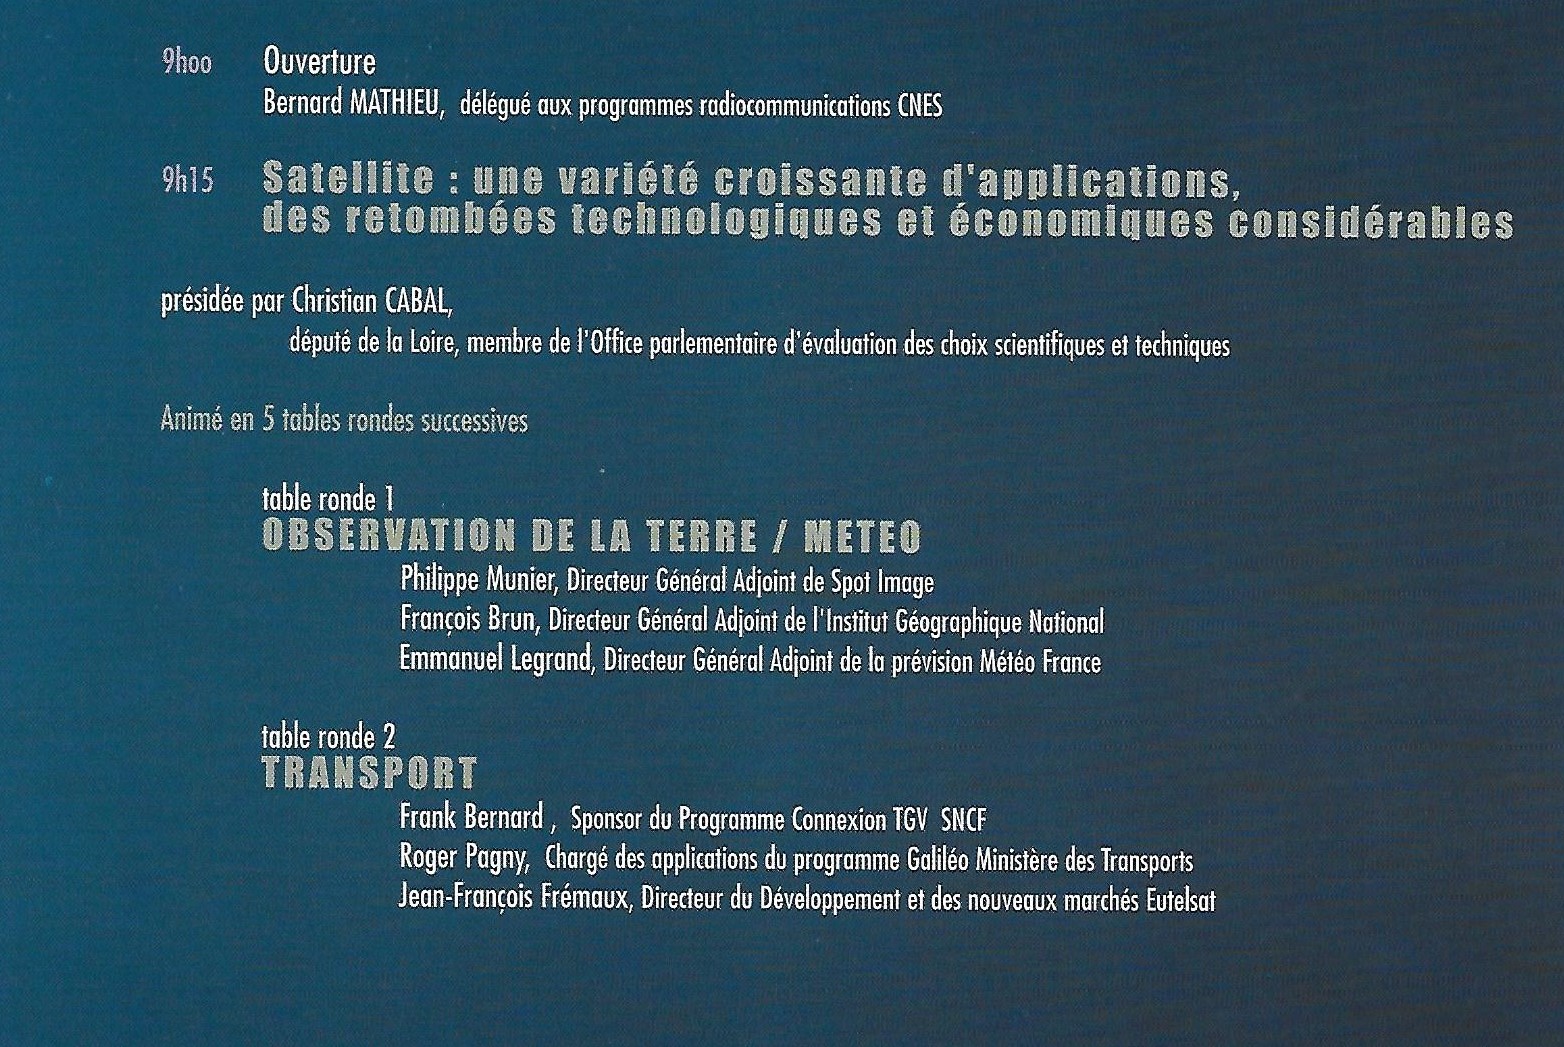 9hoo Ouverture
Bernard MATHIEU, délégué aux programmes radiocommunications CNES
9h15 Satellite : une variété croissante d'applications,
des retombées technologiques et économiques considérables
présidée par Christian CABAL,
député de la Loire, membre de l'Office parlementaire d'évaluation des choix scientifiques et techniques
Animé en 5 tables rondes successives
table ronde 1
OBSERVATION DE LA TERRE / METEO
Philippe Munier, Directeur Général Adjoint de Spot Image
François Brun, Directeur Général Adjoint de l'Institut Géographique National
Emmanuel Legrand, Directeur Général Adjoint de la prévision Météo France
table ronde 2
TRANSPORT
Frank Bernard , Sponsor du Programme Connexion TGV SNCF
Roger Pagny, Chargé des applications du programme Galiléo Ministère des Transports
Jean-François Frémaux, Directeur du Développement et des nouveaux marchés Eutelsat